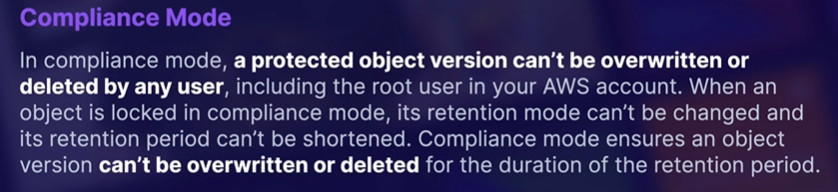 Compliance Mode
In compliance mode, a protected object version can't be overwritten or
deleted by any user, including the root user in your AWS account. When an
object is locked in compliance mode, its retention mode can't be changed and
its retention period can't be shortened. Compliance mode ensures an object
version can't be overwritten or deleted for the duration of the retention period.